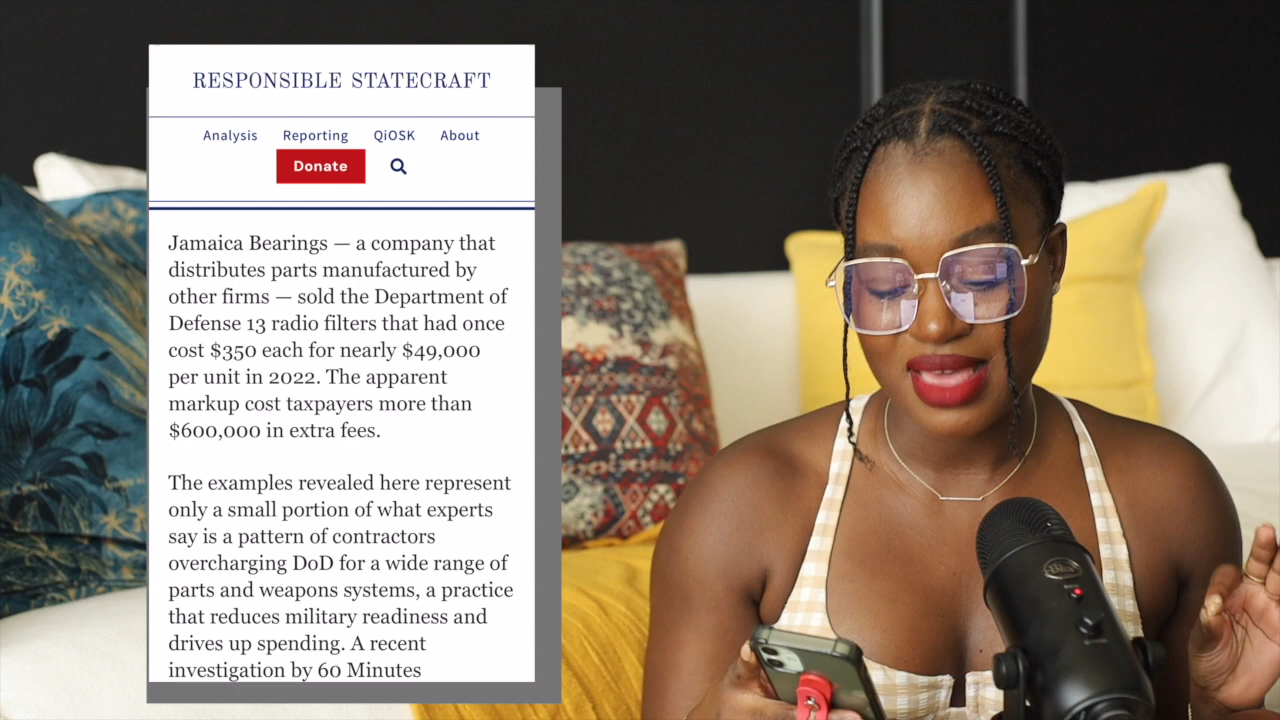 RESPONSIBLE STATECRAFT
Analysis Reporting QiOSK About
Donate
Jamaica Bearings — a company that
distributes parts manufactured by
other firms — sold the Department of
Defense 13 radio filters that had once
cost $350 each for nearly $49,000
per unit in 2022. The apparent
markup cost taxpayers more than
$600,000 in extra fees.
The examples revealed here represent
only a small portion of what experts
say is a pattern of contractors
overcharging DoD for a wide range of
parts and weapons systems, a practice
that reduces military readiness and
drives up spending. A recent
investigation by 60 Minutes
Blue